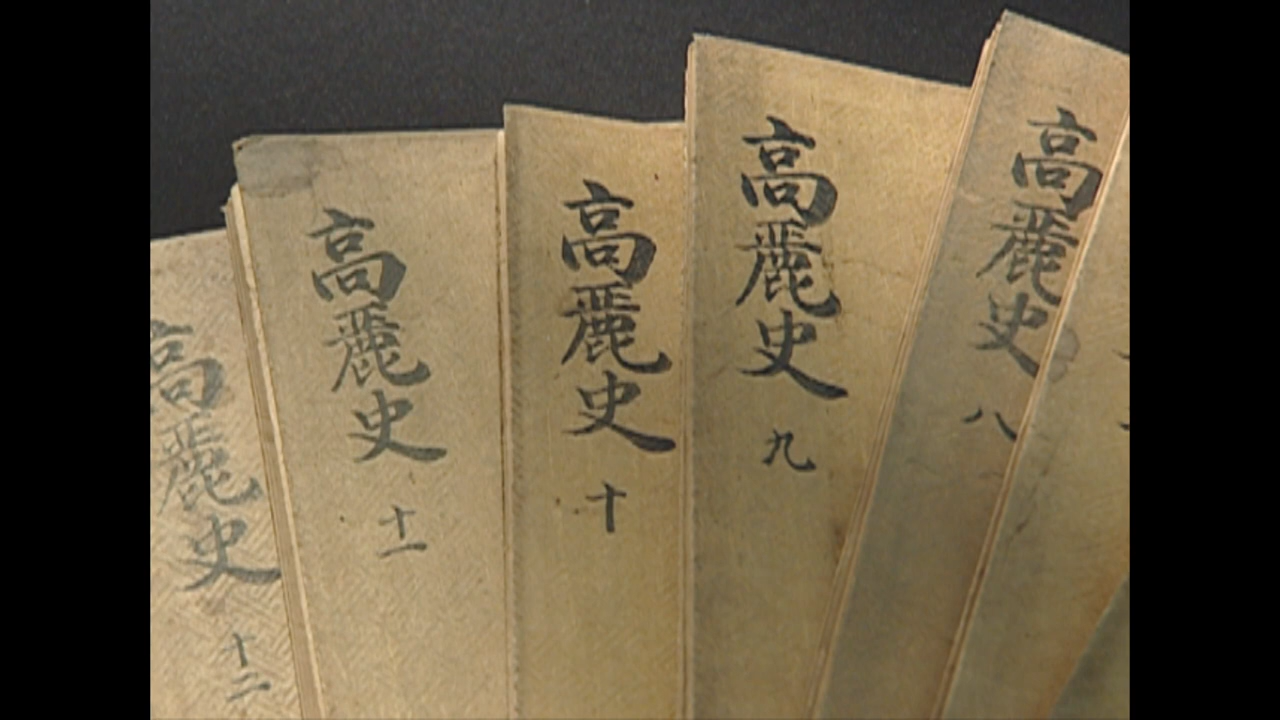 高麗史 八
高麗史 九
高麗史 十
高麗史 十一
高麗史 十二